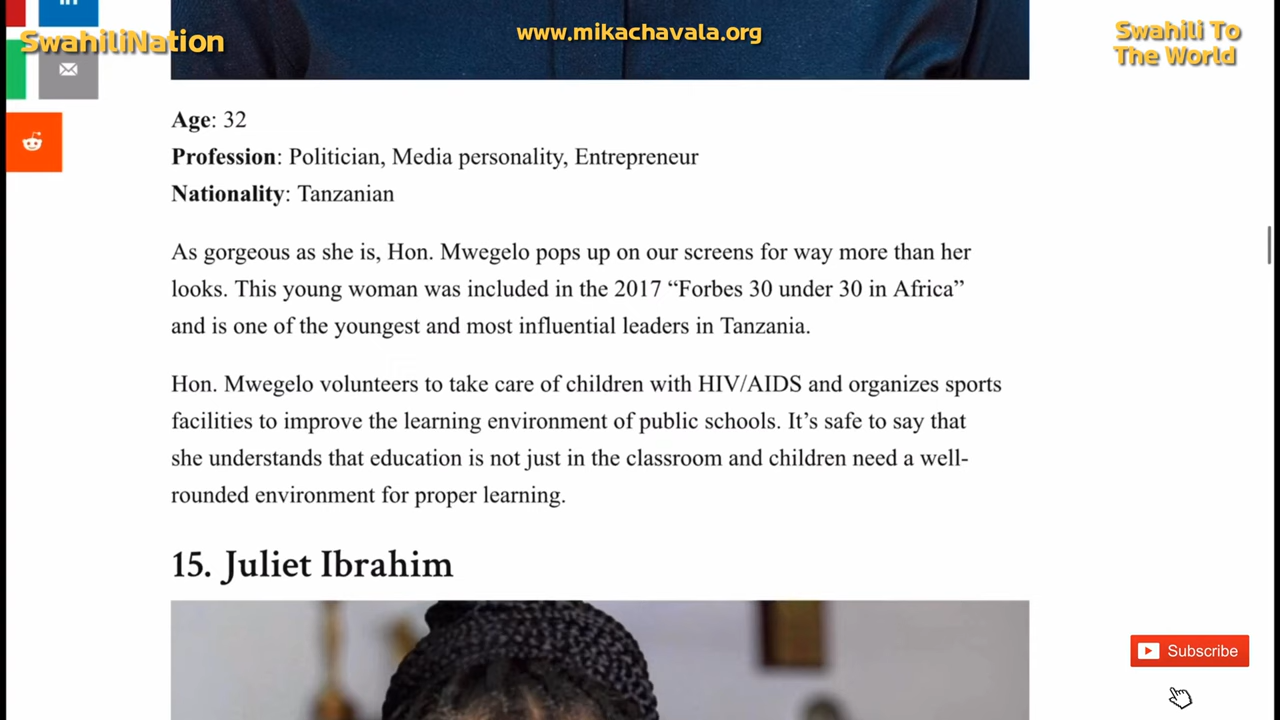 SwahiliNation
www.mikachavala.org
Swahili To
The World
in
Age: 32
Profession: Politician, Media personality, Entrepreneur
Nationality: Tanzanian
As gorgeous as she is, Hon. Mwegelo pops up on our screens for way more than her
looks. This young woman was included in the 2017 “Forbes 30 under 30 in Africa”
and is one of the youngest and most influential leaders in Tanzania.
Hon. Mwegelo volunteers to take care of children with HIV/AIDS and organizes sports
facilities to improve the learning environment of public schools. It’s safe to say that
she understands that education is not just in the classroom and children need a well-
rounded environment for proper learning.
15. Juliet Ibrahim
Subscribe